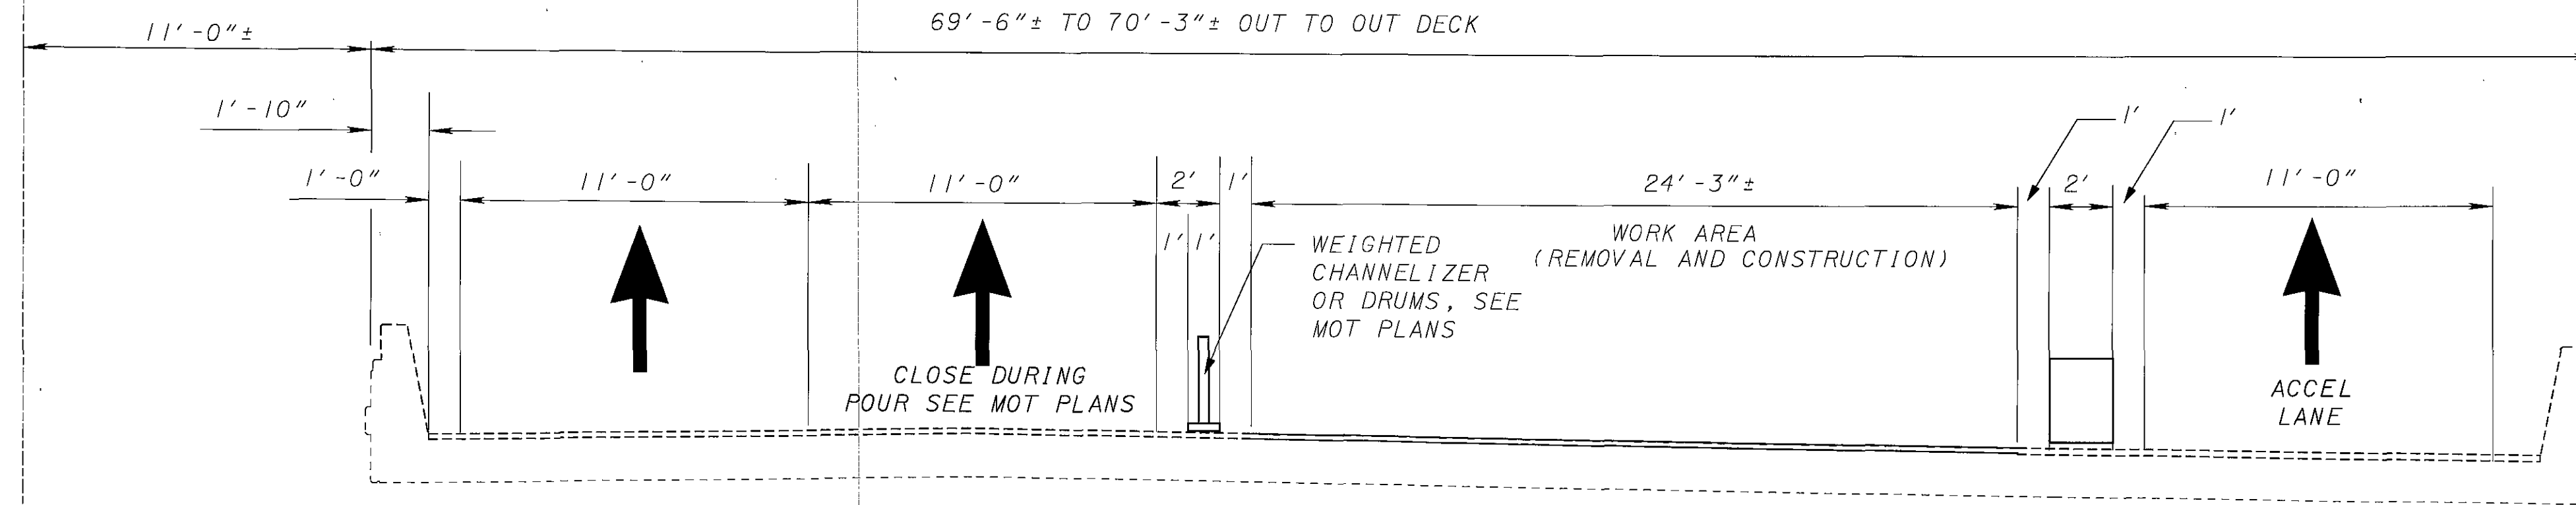 69'-6"± TO 70'-3"± OUT TO OUT DECK
11'-0"±
1'-10"
1'
1'
1'-0"
11'-0"
11'-0"
2'
1'
24'-3"±
2'
11'-0"
1'
1'
WEIGHTED
CHANNELIZER
OR DRUMS, SEE
MOT PLANS
WORK AREA
(REMOVAL AND CONSTRUCTION)
CLOSE DURING
POUR SEE MOT PLANS
ACCEL
LANE